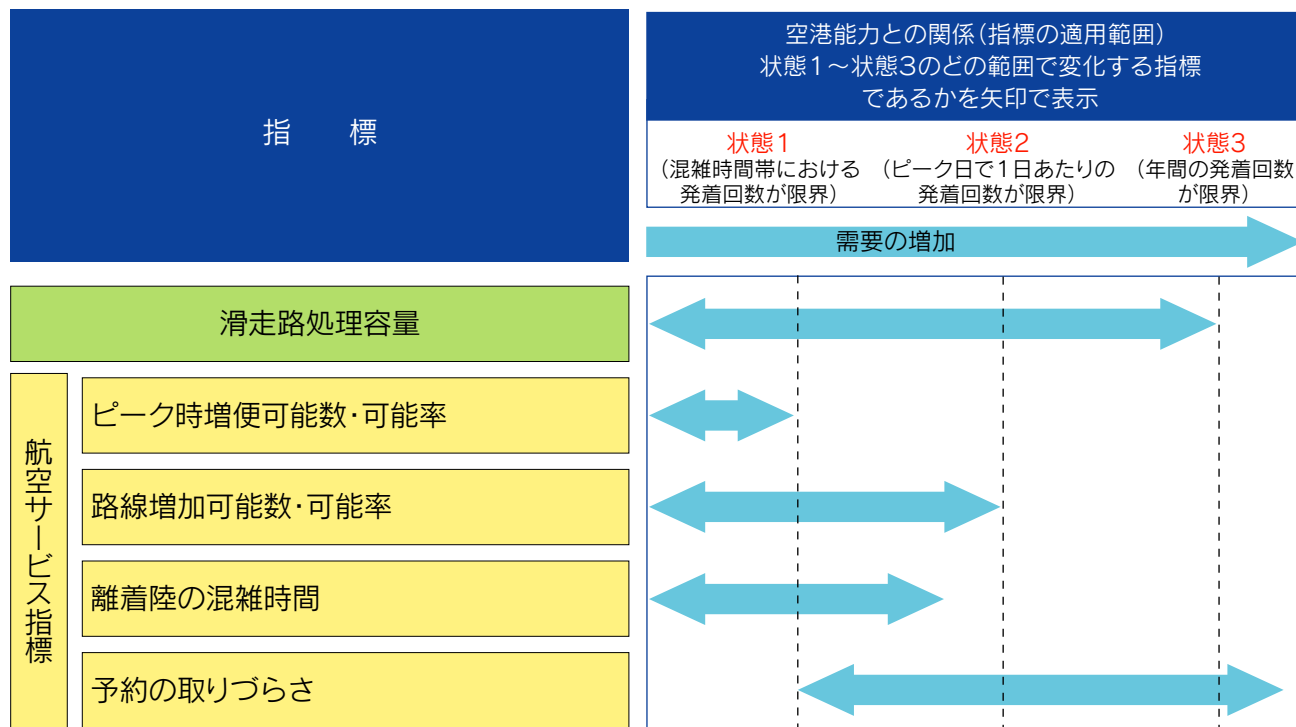 指　　標
空港能力との関係（指標の適用範囲）
状態1～状態3のどの範囲で変化する指標
であるかを矢印で表示
状態1
（混雑時間帯における
発着回数が限界）
状態2
（ピーク日で1日あたりの
発着回数が限界）
状態3
（年間の発着回数
が限界）
需要の増加
滑走路処理容量
航空サービス指標
ピーク時増便可能数･可能率
路線増加可能数･可能率
離着陸の混雑時間
予約の取りづらさ